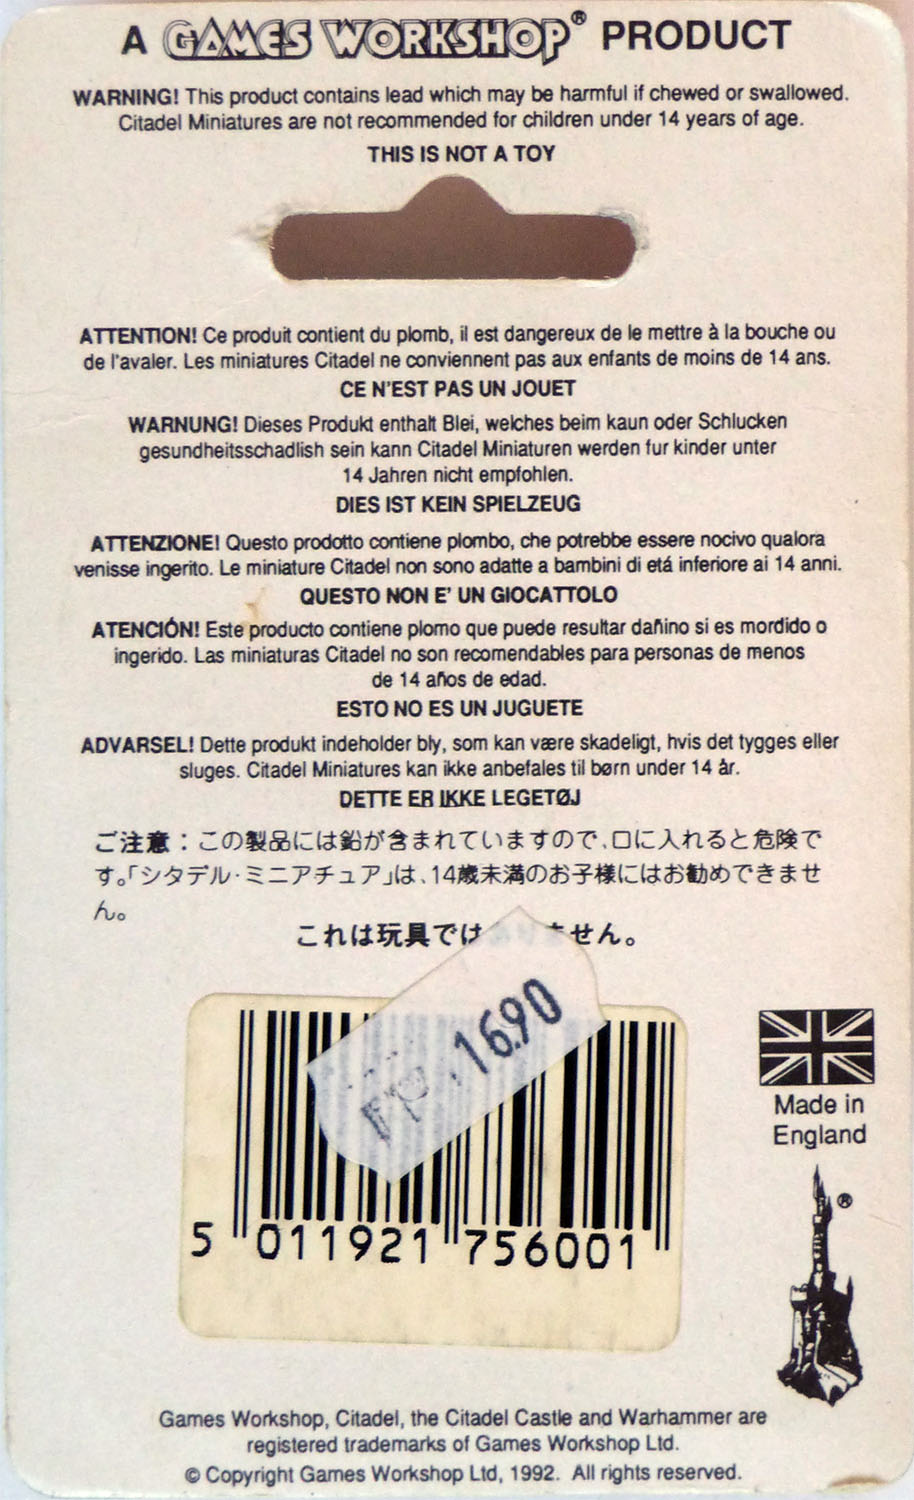 A GAMES WORKSHOP® PRODUCT
WARNING! This product contains lead which may be harmful if chewed or swallowed.
Citadel Miniatures are not recommended for children under 14 years of age.
THIS IS NOT A TOY
ATTENTION! Ce produit contient du plomb, il est dangereux de le mettre à la bouche ou
de l'avaler. Les miniatures Citadel ne conviennent pas aux enfants de moins de 14 ans.
CE N'EST PAS UN JOUET
WARNUNG! Dieses Produkt enthalt Blei, welches beim kaun oder Schlucken
gesundheitsschadlish sein kann Citadel Miniaturen werden fur kinder unter
14 Jahren nicht empfohlen.
DIES IST KEIN SPIELZEUG
ATTENZIONE! Questo prodotto contiene plombo, che potrebbe essere nocivo qualora
venisse ingerito. Le miniature Citadel non sono adatte a bambini di etá inferiore ai 14 anni.
QUESTO NON E' UN GIOCATTOLO
ATENCIÓN! Este producto contiene plomo que puede resultar dañino si es mordido o
ingerido. Las miniaturas Citadel no son recomendables para personas de menos
de 14 años de edad.
ESTO NO ES UN JUGUETE
ADVARSEL! Dette produkt indeholder bly, som kan være skadeligt, hvis det tygges eller
sluges. Citadel Miniatures kan ikke anbefales til børn under 14 år.
DETTE ER IKKE LEGETØJ
ご注意：この製品には鉛が含まれていますので、口に入れると危険で
す。「シタデル・ミニアチュア」は、14歳未満のお子様にはお勧めできませ
ん。
これは玩具ではありません。
16.90
5 011921 756001
Made in
England
®
Games Workshop, Citadel, the Citadel Castle and Warhammer are
registered trademarks of Games Workshop Ltd.
© Copyright Games Workshop Ltd, 1992. All rights reserved.